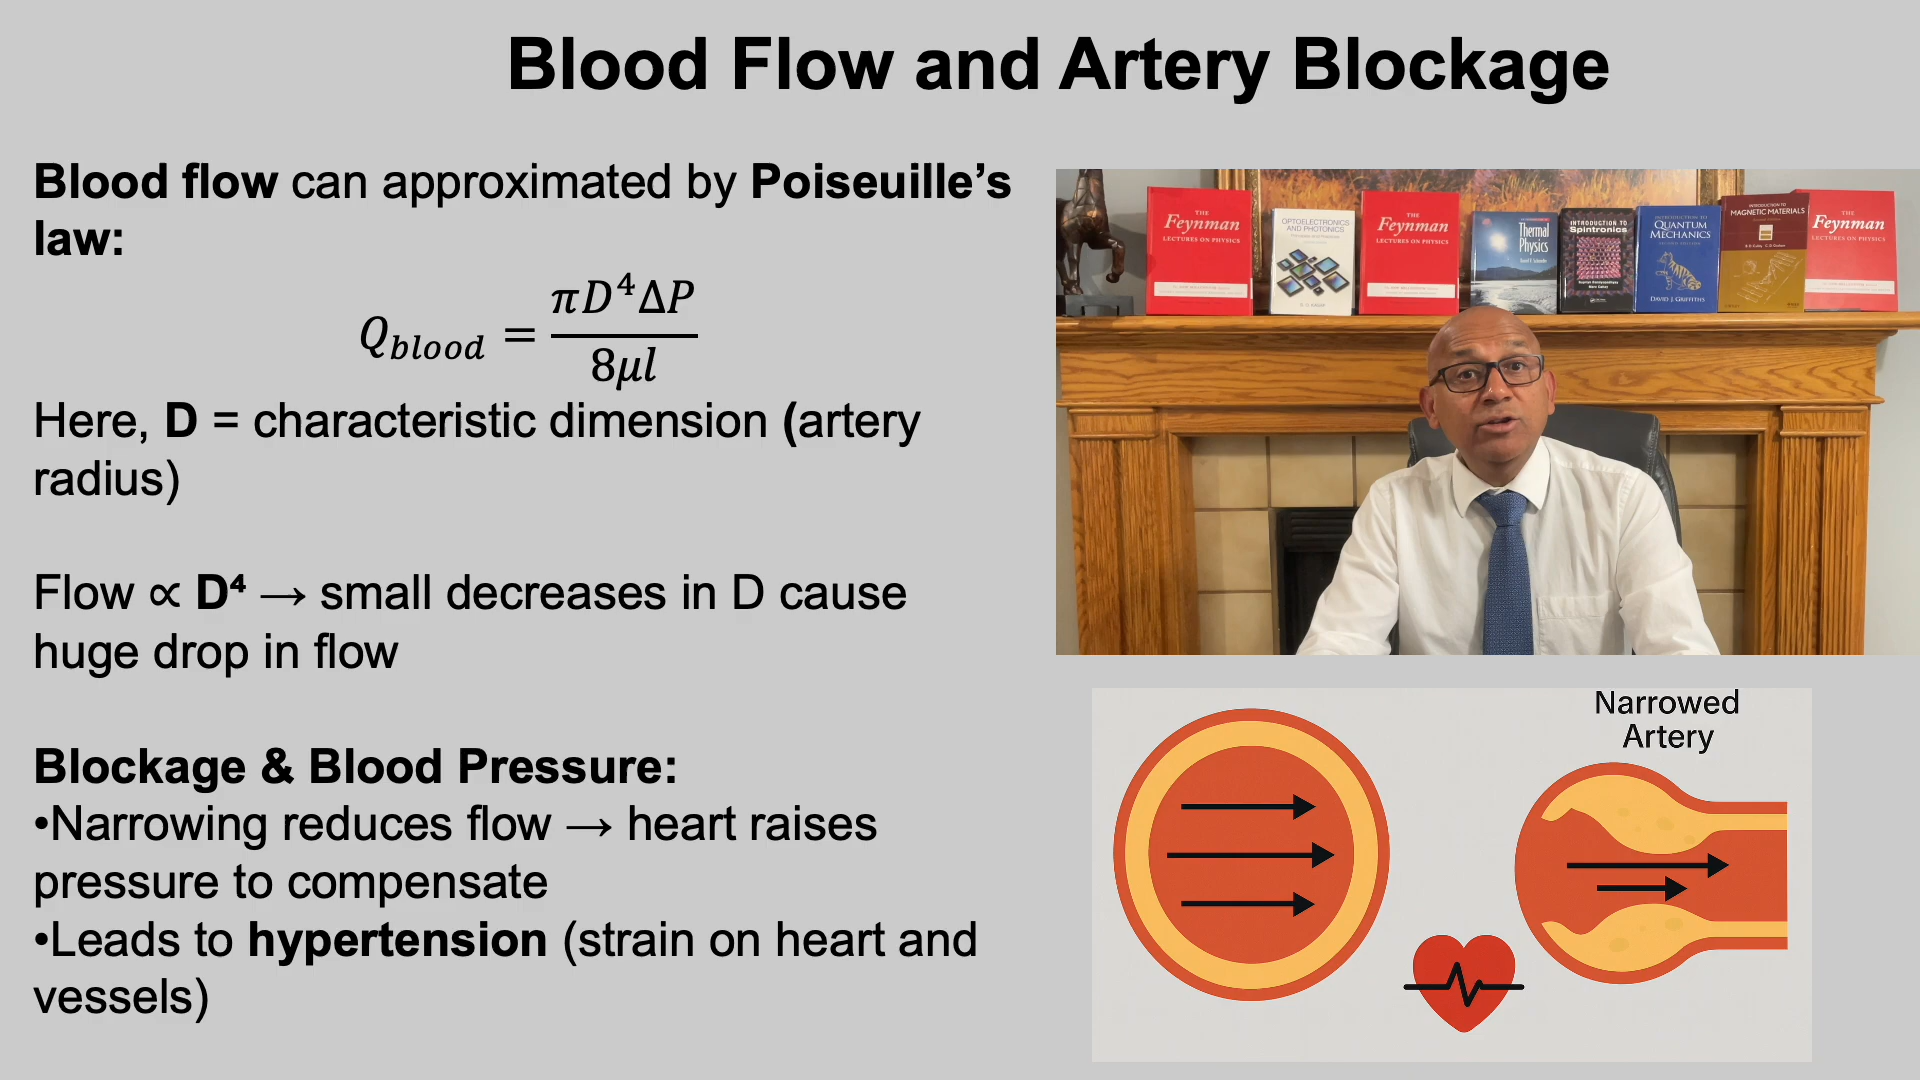 Blood Flow and Artery Blockage
Blood flow can approximated by Poiseuille’s
law:
Q_blood = πD⁴ΔP / 8μl
Here, D = characteristic dimension (artery
radius)
Flow ∝ D⁴ → small decreases in D cause
huge drop in flow
Blockage & Blood Pressure:
•Narrowing reduces flow → heart raises
pressure to compensate
•Leads to hypertension (strain on heart and
vessels)
THE
Feynman
LECTURES ON PHYSICS
OPTOELECTRONICS
AND PHOTONICS
THE
Feynman
LECTURES ON PHYSICS
Thermal
Physics
INTRODUCTION TO
Spintronics
INTRODUCTION TO
QUANTUM
MECHANICS
DAVID J. GRIFFITHS
INTRODUCTION TO
MAGNETIC MATERIALS
THE
Feynman
LECTURES ON PHYSICS
Narrowed
Artery